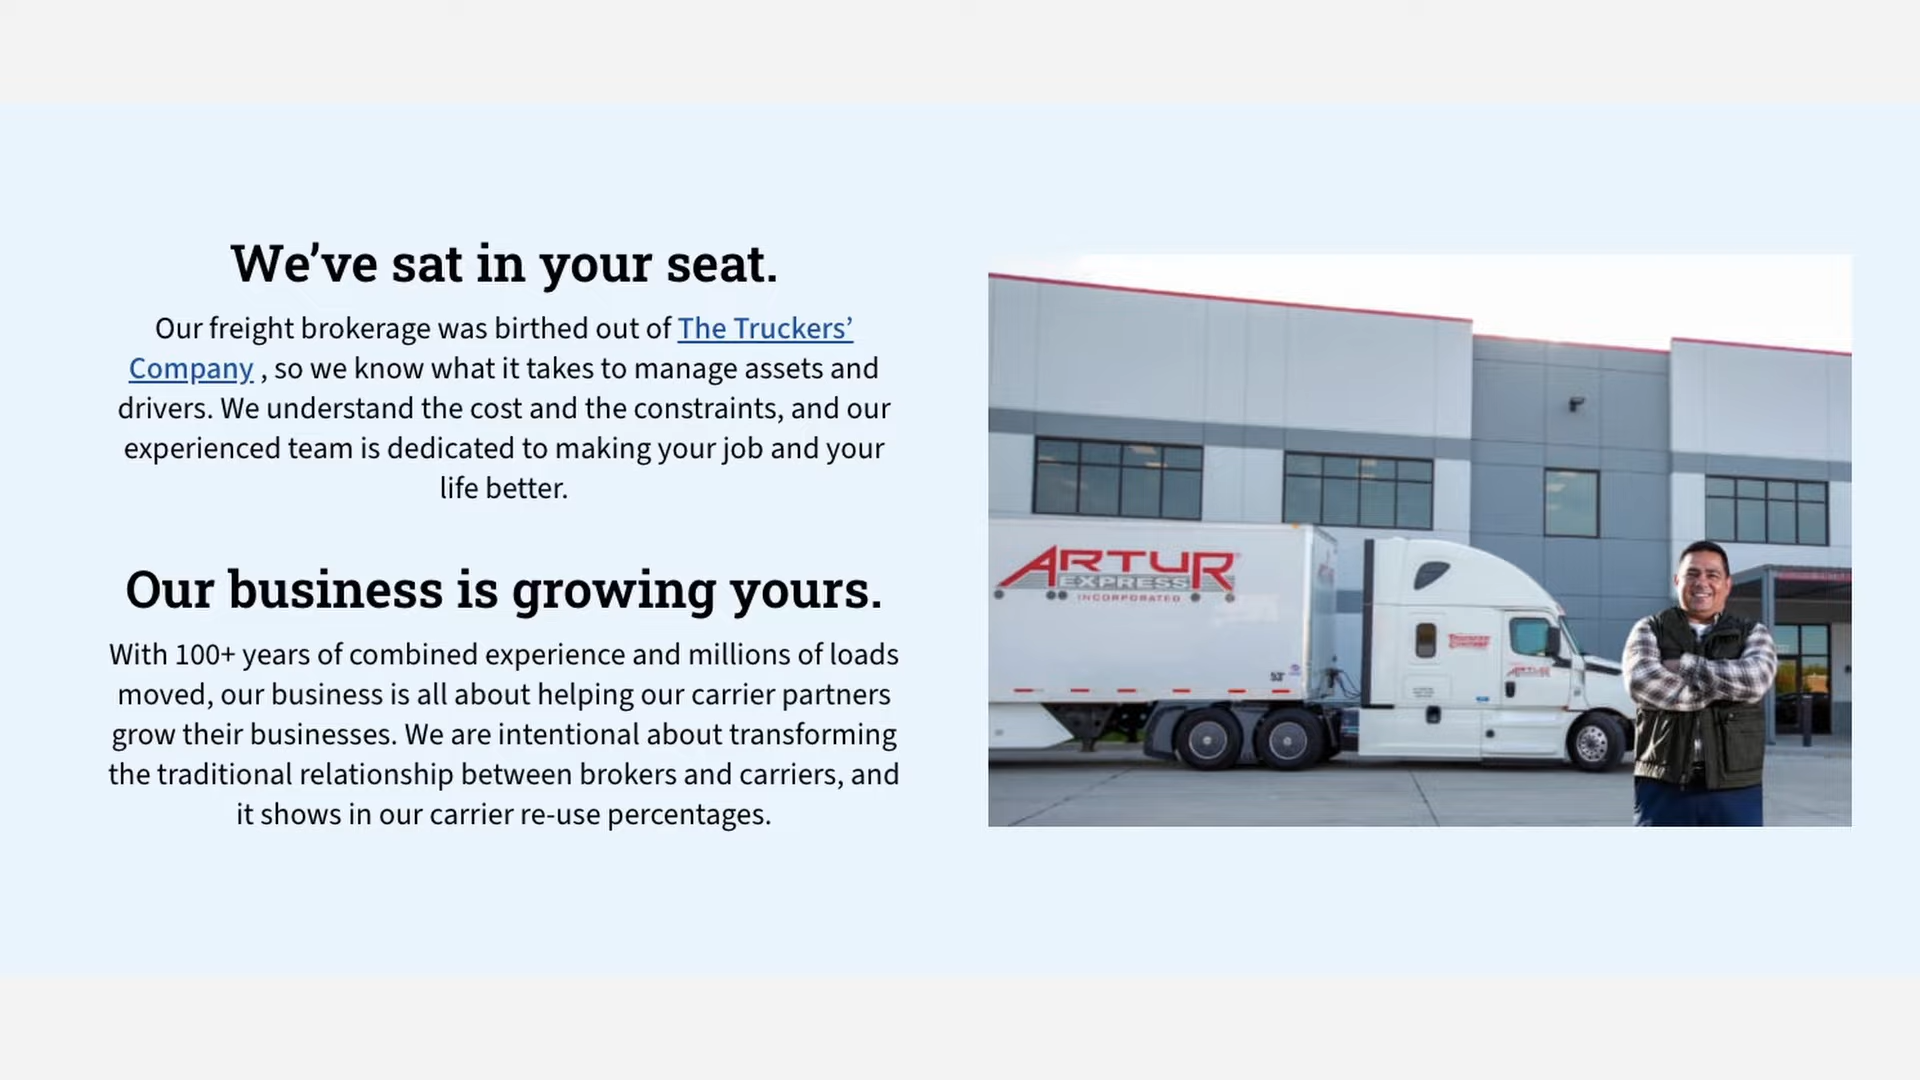 We’ve sat in your seat.
Our freight brokerage was birthed out of The Truckers’
Company , so we know what it takes to manage assets and
drivers. We understand the cost and the constraints, and our
experienced team is dedicated to making your job and your
life better.
Our business is growing yours.
With 100+ years of combined experience and millions of loads
moved, our business is all about helping our carrier partners
grow their businesses. We are intentional about transforming
the traditional relationship between brokers and carriers, and
it shows in our carrier re-use percentages.
ARTUR
EXPRESS
INCORPORATED
53'